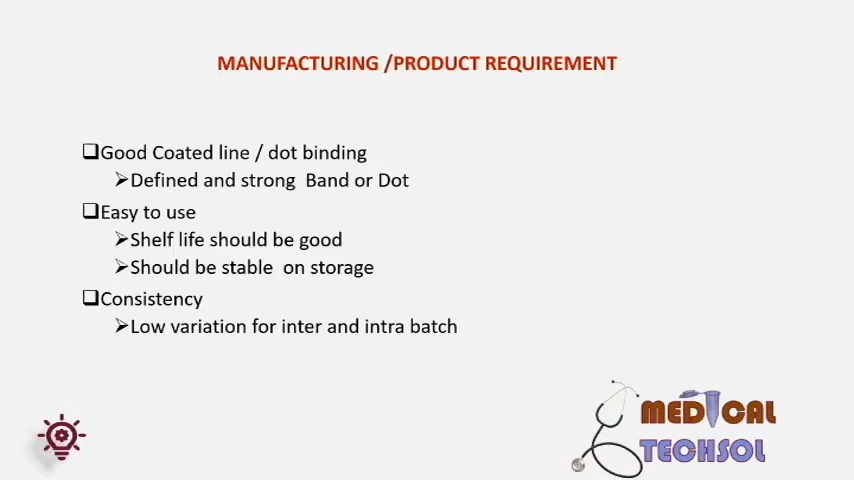 MANUFACTURING /PRODUCT REQUIREMENT
Good Coated line / dot binding
Defined and strong Band or Dot
Easy to use
Shelf life should be good
Should be stable on storage
Consistency
Low variation for inter and intra batch
MEDICAL
TECHSOL